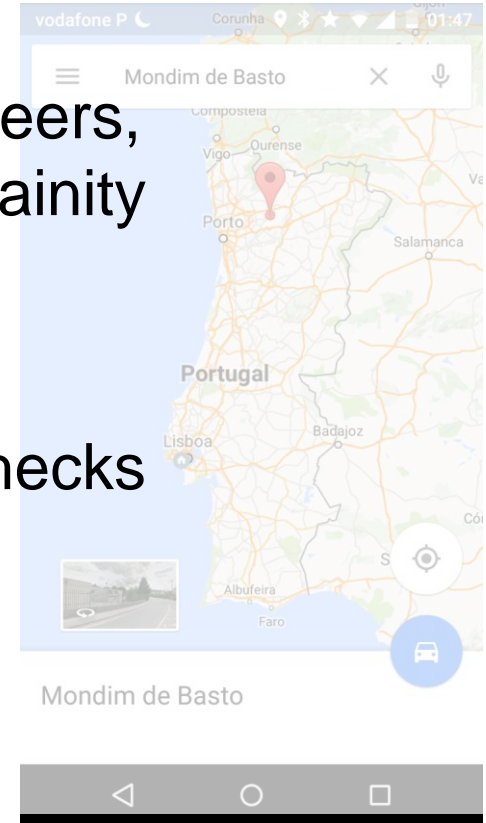 vodafone P 01:47
Corunha
Mondim de Basto
eers,
Compostela
Vigo
Ourense
ainity
Porto
Salamanca
Portugal
Lisboa
Badajoz
necks
Albufeira
Faro
Mondim de Basto